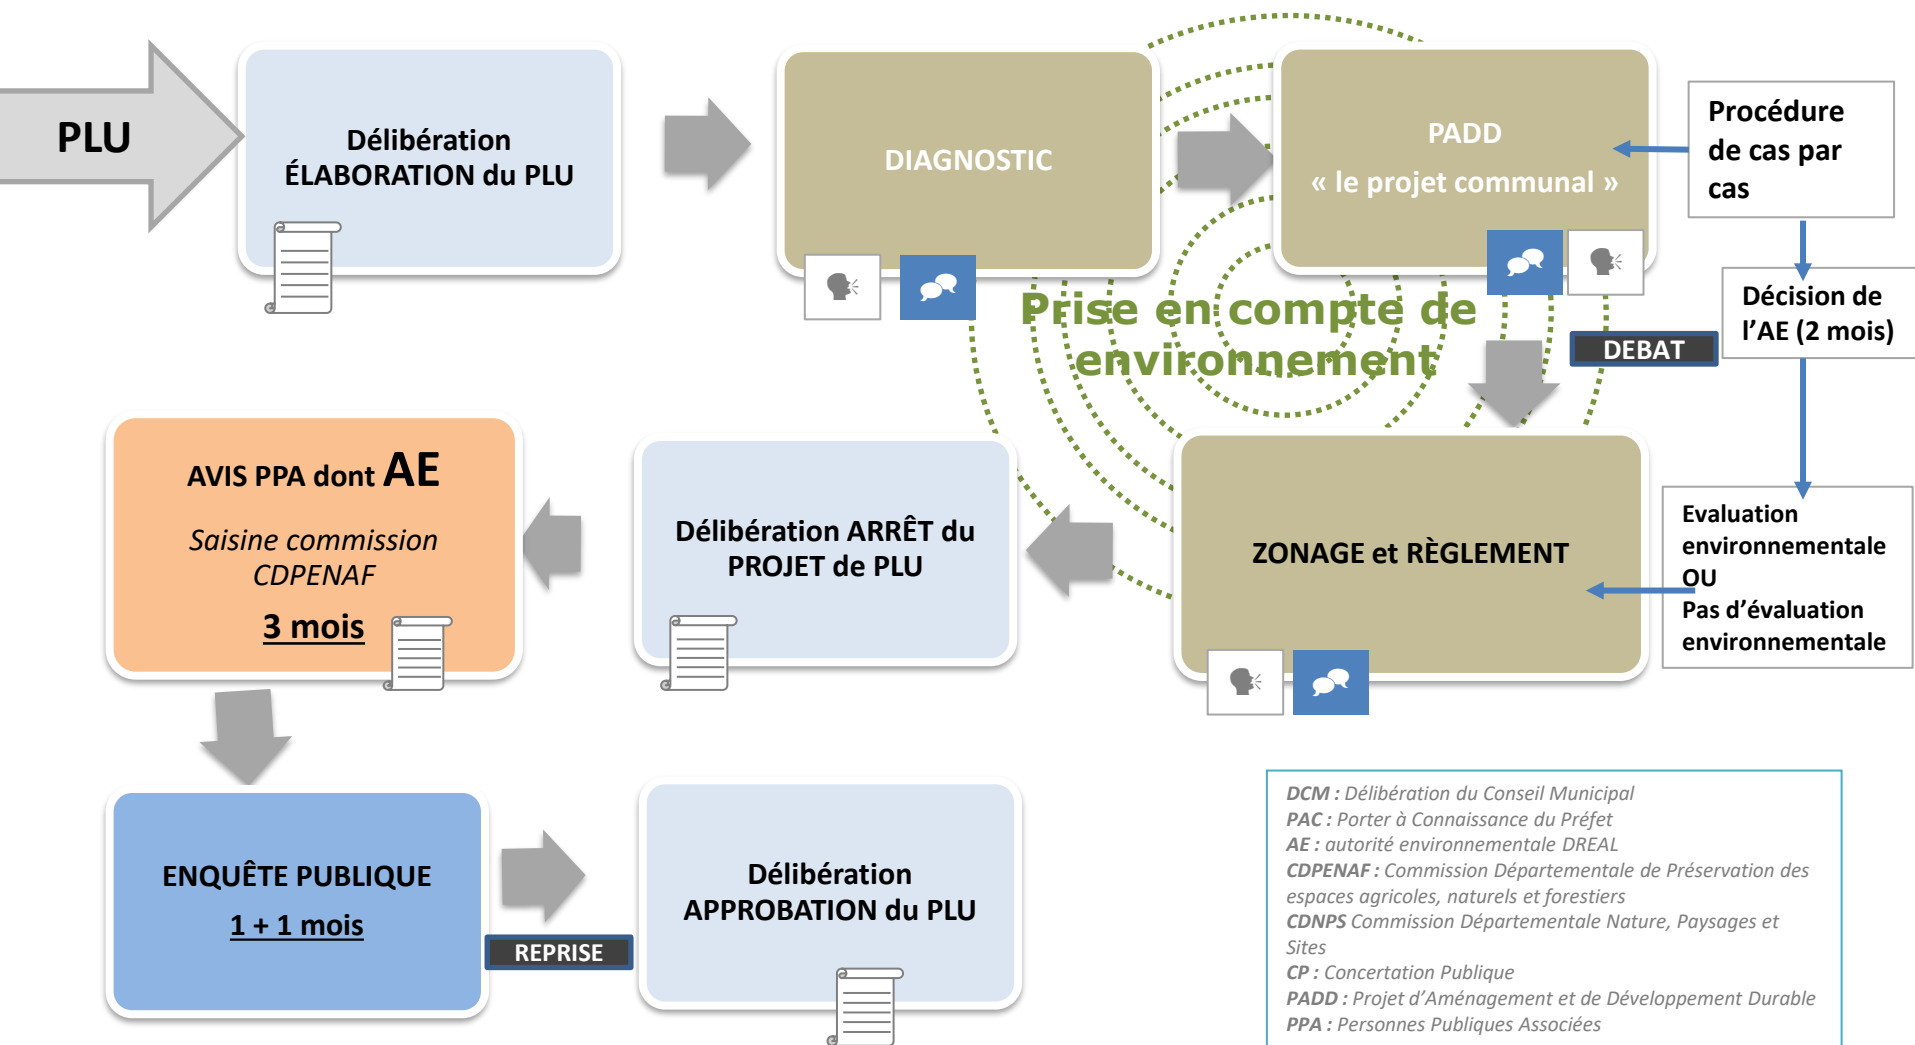 PLU
Délibération
ÉLABORATION du PLU
DIAGNOSTIC
PADD
« le projet communal »
Procédure
de cas par
cas
Décision de
l’AE (2 mois)
DEBAT
Prise en compte de
environnement
Evaluation
environnementale
OU
Pas d’évaluation
environnementale
ZONAGE et RÈGLEMENT
Délibération ARRÊT du
PROJET de PLU
AVIS PPA dont AE
Saisine commission
CDPENAF
3 mois
ENQUÊTE PUBLIQUE
1 + 1 mois
REPRISE
Délibération
APPROBATION du PLU
DCM : Délibération du Conseil Municipal
PAC : Porter à Connaissance du Préfet
AE : autorité environnementale DREAL
CDPENAF : Commission Départementale de Préservation des
espaces agricoles, naturels et forestiers
CDNPS Commission Départementale Nature, Paysages et
Sites
CP : Concertation Publique
PADD : Projet d’Aménagement et de Développement Durable
PPA : Personnes Publiques Associées